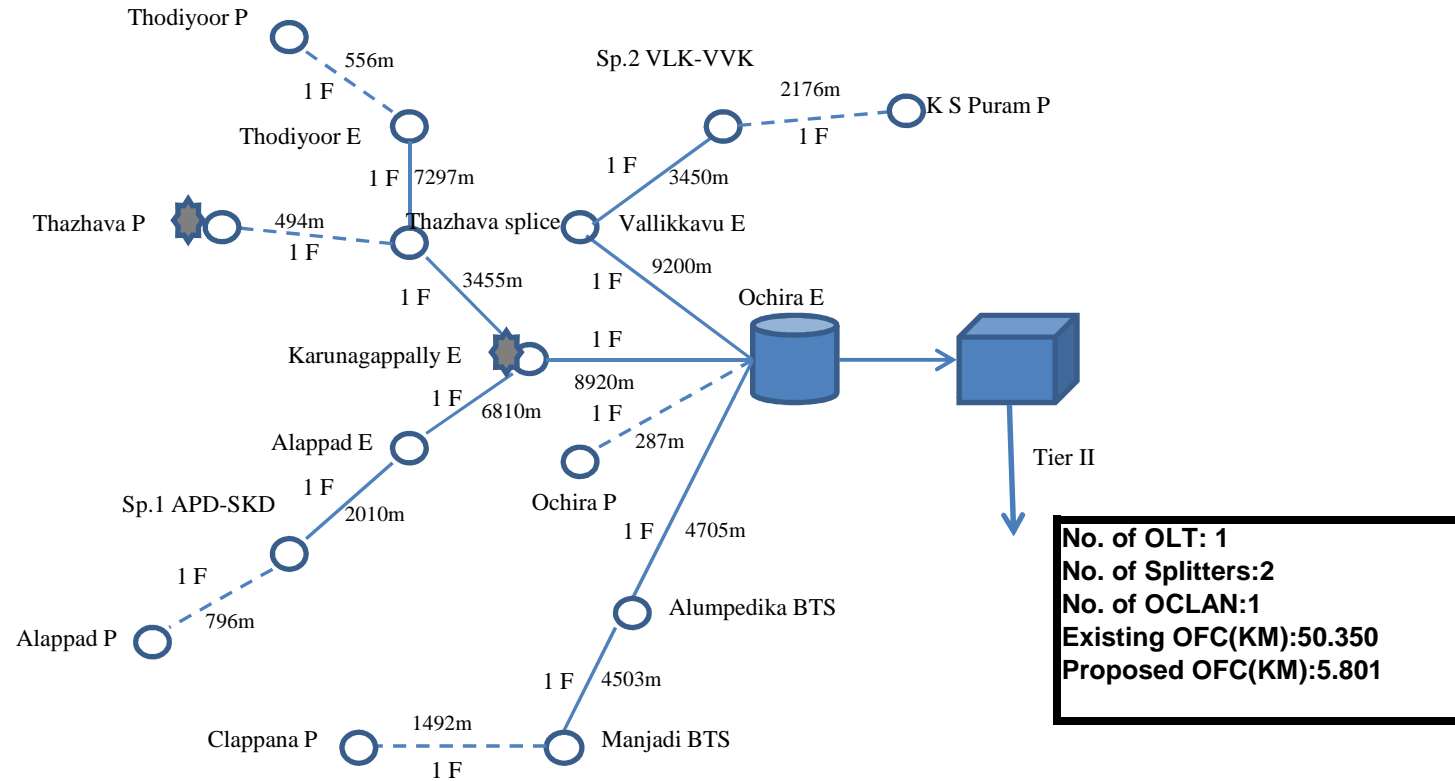 Thodiyoor P
556m
1 F
Sp.2 VLK-VVK
2176m
K S Puram P
1 F
Thodiyoor E
1 F
7297m
1 F
3450m
Thazhava P
494m
1 F
Thazhava splice
Vallikkavu E
3455m
1 F
1 F
9200m
Ochira E
Karunagappally E
1 F
8920m
1 F
6810m
1 F
287m
Ochira P
Alappad E
1 F
2010m
Sp.1 APD-SKD
Tier II
1 F
4705m
1 F
796m
Alappad P
Alumpedika BTS
1 F
4503m
Clappana P
1492m
1 F
Manjadi BTS
No. of OLT: 1
No. of Splitters:2
No. of OCLAN:1
Existing OFC(KM):50.350
Proposed OFC(KM):5.801